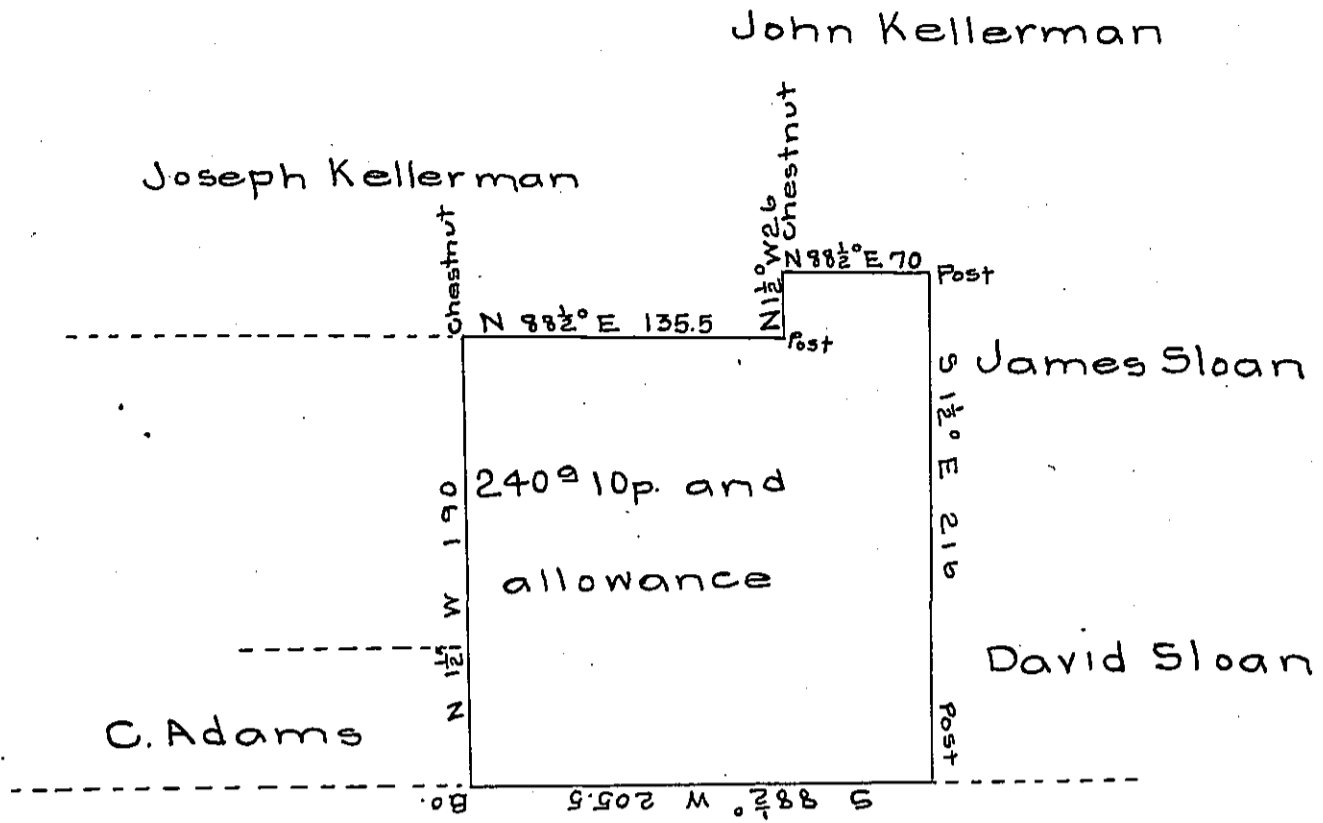 John Kellerman
Joseph Kellerman
Chestnut
Chestnut
N 1½° W 26
N 88½° E 70
Post
N 88½° E 135.5
Post
James Sloan
S 1½° E 216
240ª 10p. and
allowance
N 1½ W 190
David Sloan
Post
C. Adams
Bo.
S 88½° W 205.5